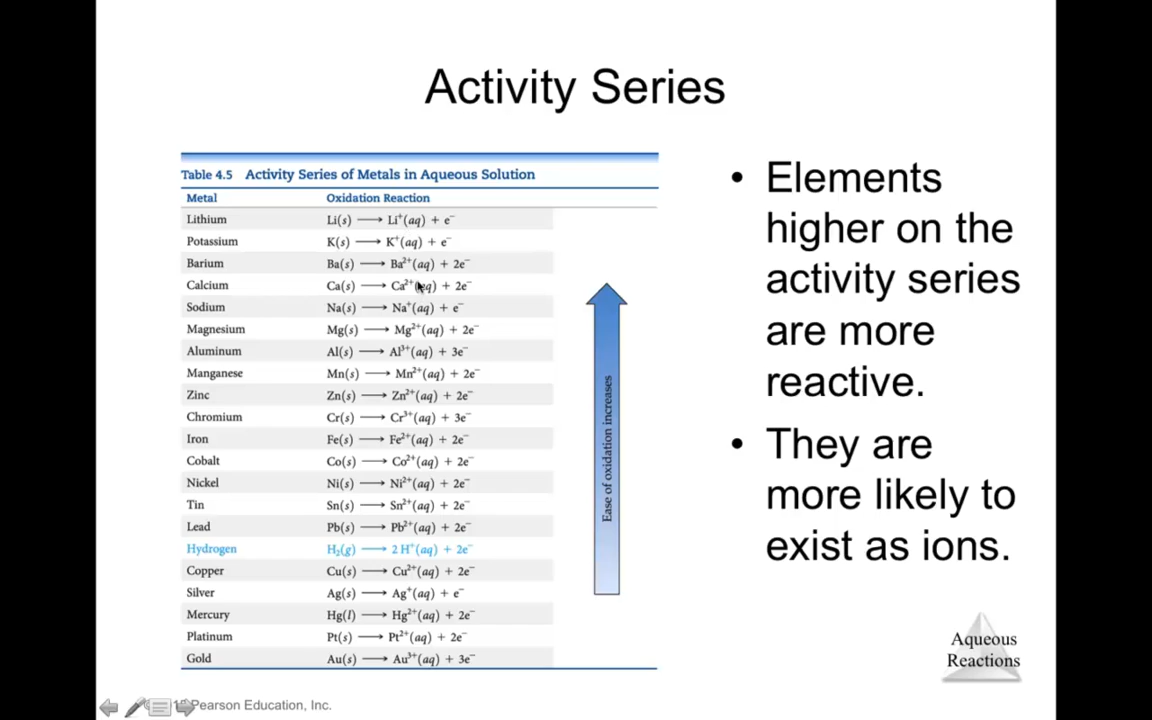 Activity Series
Table 4.5 Activity Series of Metals in Aqueous Solution
Metal Oxidation Reaction
Lithium Li(s) ⟶ Li⁺(aq) + e⁻
Potassium K(s) ⟶ K⁺(aq) + e⁻
Barium Ba(s) ⟶ Ba²⁺(aq) + 2e⁻
Calcium Ca(s) ⟶ Ca²⁺(aq) + 2e⁻
Sodium Na(s) ⟶ Na⁺(aq) + e⁻
Magnesium Mg(s) ⟶ Mg²⁺(aq) + 2e⁻
Aluminum Al(s) ⟶ Al³⁺(aq) + 3e⁻
Manganese Mn(s) ⟶ Mn²⁺(aq) + 2e⁻
Zinc Zn(s) ⟶ Zn²⁺(aq) + 2e⁻
Chromium Cr(s) ⟶ Cr³⁺(aq) + 3e⁻
Iron Fe(s) ⟶ Fe²⁺(aq) + 2e⁻
Cobalt Co(s) ⟶ Co²⁺(aq) + 2e⁻
Nickel Ni(s) ⟶ Ni²⁺(aq) + 2e⁻
Tin Sn(s) ⟶ Sn²⁺(aq) + 2e⁻
Lead Pb(s) ⟶ Pb²⁺(aq) + 2e⁻
Hydrogen H₂(g) ⟶ 2 H⁺(aq) + 2e⁻
Copper Cu(s) ⟶ Cu²⁺(aq) + 2e⁻
Silver Ag(s) ⟶ Ag⁺(aq) + e⁻
Mercury Hg(l) ⟶ Hg²⁺(aq) + 2e⁻
Platinum Pt(s) ⟶ Pt²⁺(aq) + 2e⁻
Gold Au(s) ⟶ Au³⁺(aq) + 3e⁻
Ease of oxidation increases
• Elements
higher on the
activity series
are more
reactive.
• They are
more likely to
exist as ions.
Aqueous
Reactions
Pearson Education, Inc.